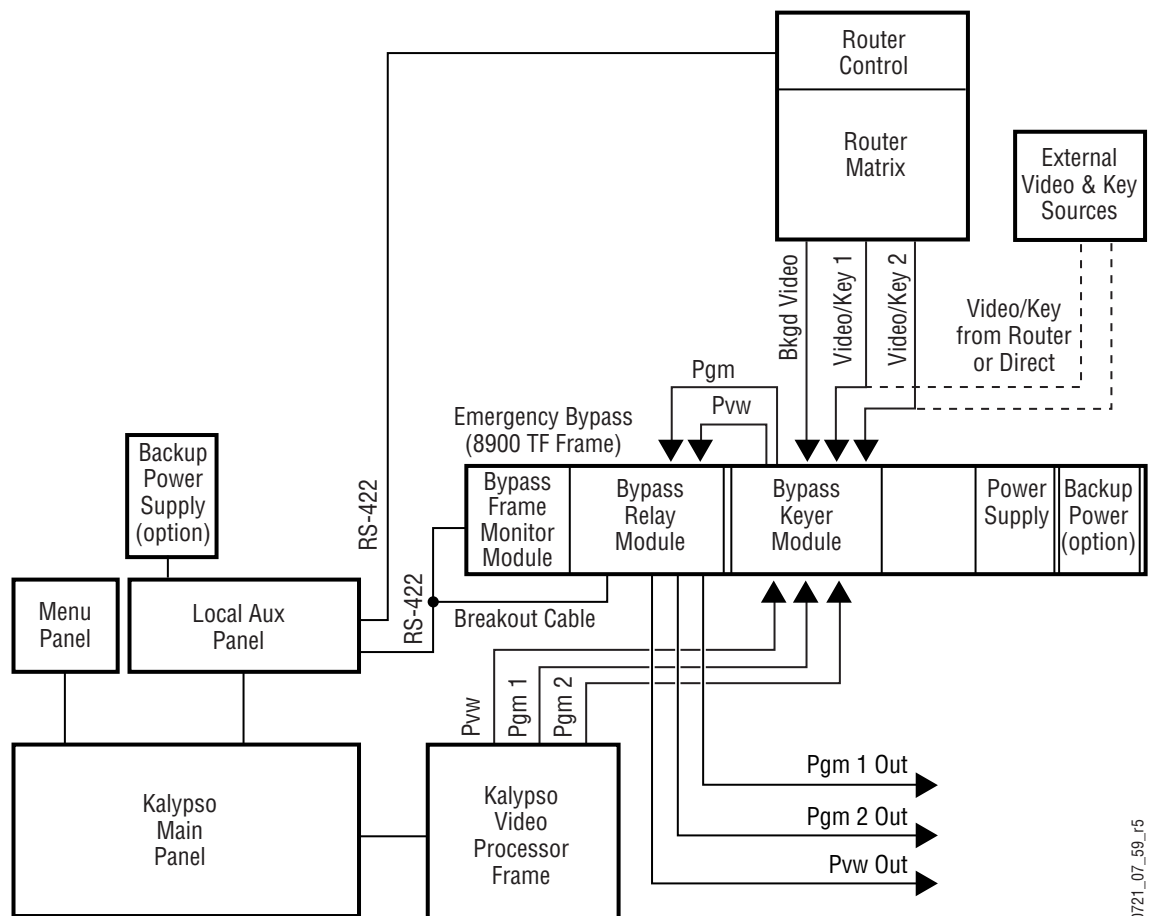 Router
Control
Router
Matrix
External
Video & Key
Sources
Bkgd Video
Video/Key 1
Video/Key 2
Video/Key
from Router
or Direct
Pgm
Pvw
Emergency Bypass
(8900 TF Frame)
Bypass
Frame
Monitor
Module
Bypass
Relay
Module
Bypass
Keyer
Module
Power
Supply
Backup
Power
(option)
Backup
Power
Supply
(option)
RS-422
RS-422
Breakout Cable
Menu
Panel
Local Aux
Panel
Pvw
Pgm 1
Pgm 2
Kalypso
Main
Panel
Kalypso
Video
Processor
Frame
Pgm 1 Out
Pgm 2 Out
Pvw Out
0721_07_59_r5